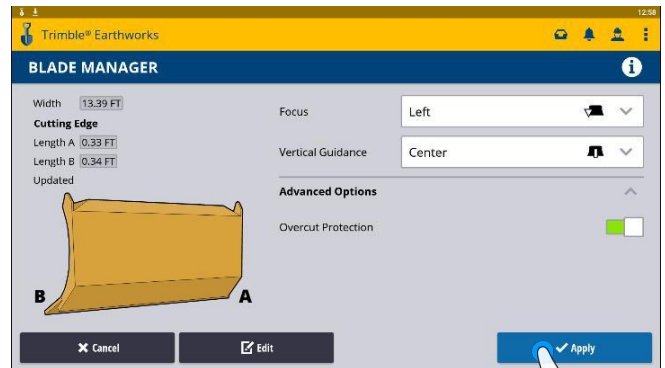 12:58
Trimble® Earthworks
BLADE MANAGER
Width 13.39 FT
Cutting Edge
Length A 0.33 FT
Length B 0.34 FT
Updated
B
A
Focus Left
Vertical Guidance Center
Advanced Options
Overcut Protection
Cancel
Edit
Apply